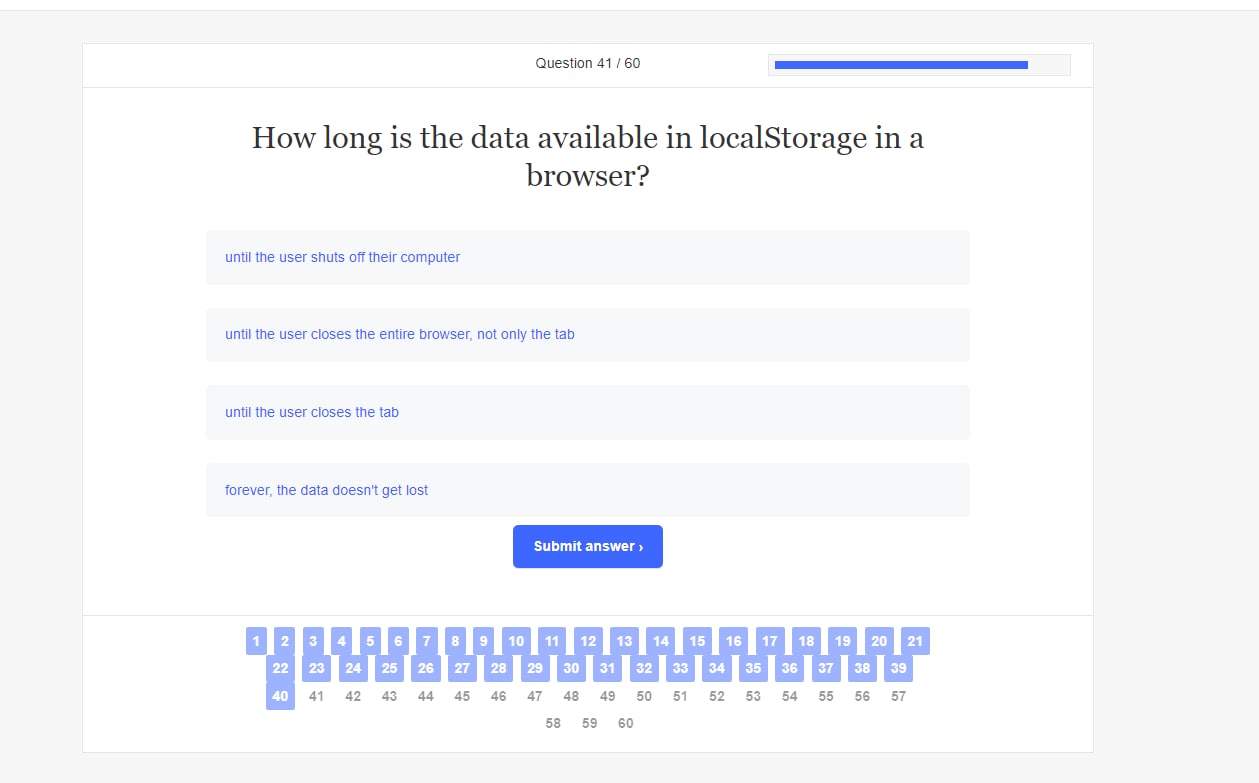 Question 41 / 60
How long is the data available in localStorage in a
browser?
until the user shuts off their computer
until the user closes the entire browser, not only the tab
until the user closes the tab
forever, the data doesn't get lost
Submit answer ›
1 2 3 4 5 6 7 8 9 10 11 12 13 14 15 16 17 18 19 20 21
22 23 24 25 26 27 28 29 30 31 32 33 34 35 36 37 38 39
40 41 42 43 44 45 46 47 48 49 50 51 52 53 54 55 56 57
58 59 60